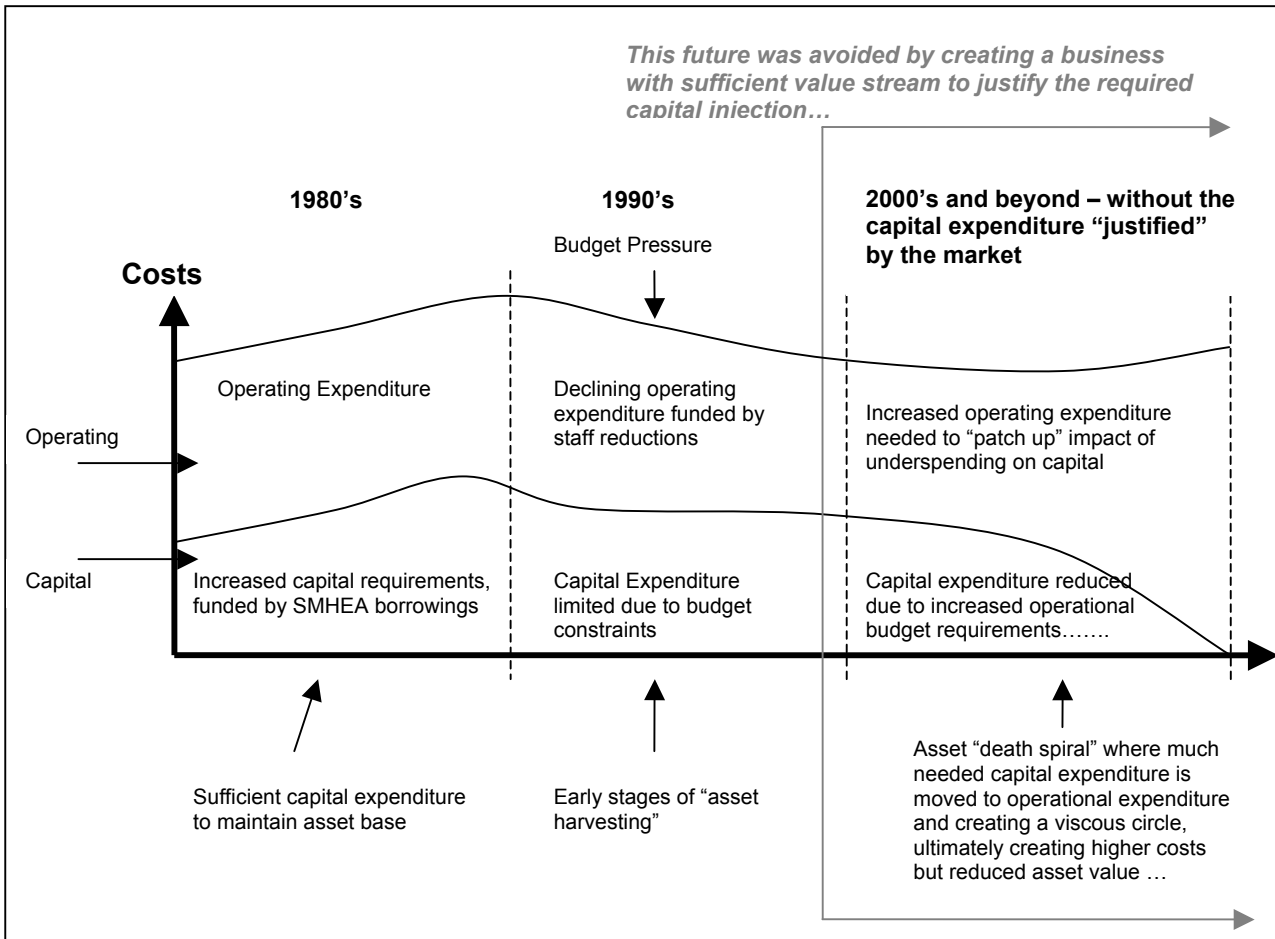 This future was avoided by creating a business
with sufficient value stream to justify the required
capital injection…
1980’s
1990’s
2000’s and beyond – without the
capital expenditure “justified”
by the market
Budget Pressure
Costs
Operating Expenditure
Declining operating
expenditure funded by
staff reductions
Increased operating expenditure
needed to “patch up” impact of
underspending on capital
Operating
Capital
Increased capital requirements,
funded by SMHEA borrowings
Capital Expenditure
limited due to budget
constraints
Capital expenditure reduced
due to increased operational
budget requirements…….
Sufficient capital expenditure
to maintain asset base
Early stages of “asset
harvesting”
Asset “death spiral” where much
needed capital expenditure is
moved to operational expenditure
and creating a viscous circle,
ultimately creating higher costs
but reduced asset value …